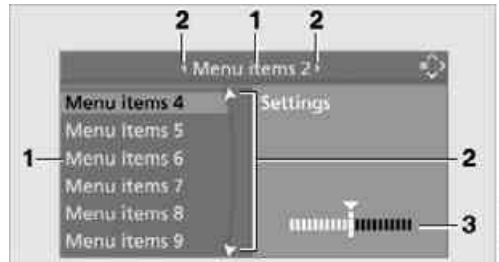 2 1 2
Menu items 2
Menu items 4 Settings
Menu items 5
1 Menu items 6 2
Menu items 7
Menu items 8 3
Menu items 9